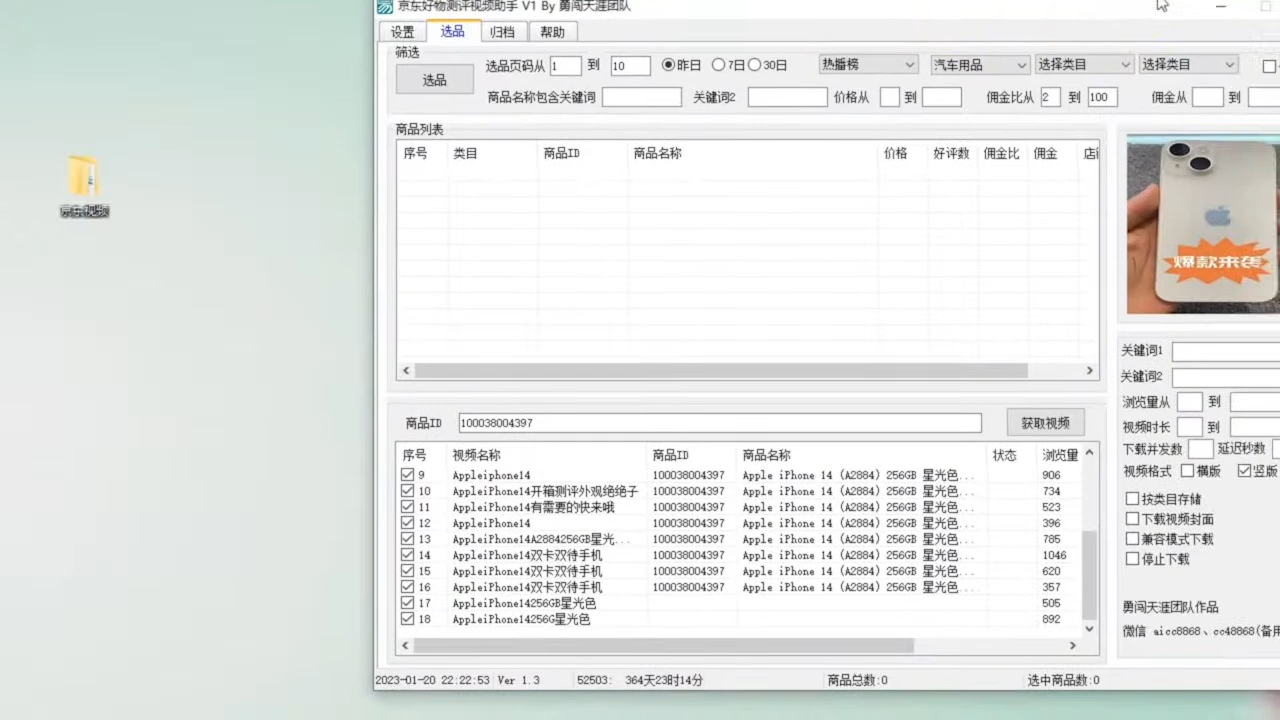 京东好物测评视频助手 V1 By 勇闯天涯团队
设置 选品 归档 帮助
筛选
选品 选品页码从 1 到 10 昨日 7日 30日 热播榜 汽车用品 选择类目 选择类目
商品名称包含关键词 关键词2 价格从 到 佣金比从 2 到 100 佣金从 到
商品列表
序号 类目 商品ID 商品名称 价格 好评数 佣金比 佣金
京东视频
爆款来袭
商品ID 100038004397 获取视频
序号 视频名称 商品ID 商品名称 状态 浏览量
9 Appleiphone14 100038004397 Apple iPhone 14 (A2884) 256GB 星光色... 906
10 AppleiPhone14开箱测评外观绝绝子 100038004397 Apple iPhone 14 (A2884) 256GB 星光色... 734
11 AppleiPhone14有需要的快来哦 100038004397 Apple iPhone 14 (A2884) 256GB 星光色... 523
12 AppleiPhone14 100038004397 Apple iPhone 14 (A2884) 256GB 星光色... 396
13 AppleiPhone14A2884256GB星光... 100038004397 Apple iPhone 14 (A2884) 256GB 星光色... 785
14 AppleiPhone14双卡双待手机 100038004397 Apple iPhone 14 (A2884) 256GB 星光色... 1046
15 AppleiPhone14双卡双待手机 100038004397 Apple iPhone 14 (A2884) 256GB 星光色... 620
16 AppleiPhone14双卡双待手机 100038004397 Apple iPhone 14 (A2884) 256GB 星光色... 357
17 AppleiPhone14256GB星光色 505
18 AppleiPhone14256G星光色 892
关键词1
关键词2
浏览量从 到
视频时长 到
下载并发数 延迟秒数
视频格式 横版 竖版
按类目存储
下载视频封面
兼容模式下载
停止下载
勇闯天涯团队作品
微信 aicc8868、cc48868(备用
2023-01-20 22:22:53 Ver 1.3 52503: 364天23时14分 商品总数:0 选中商品数:0